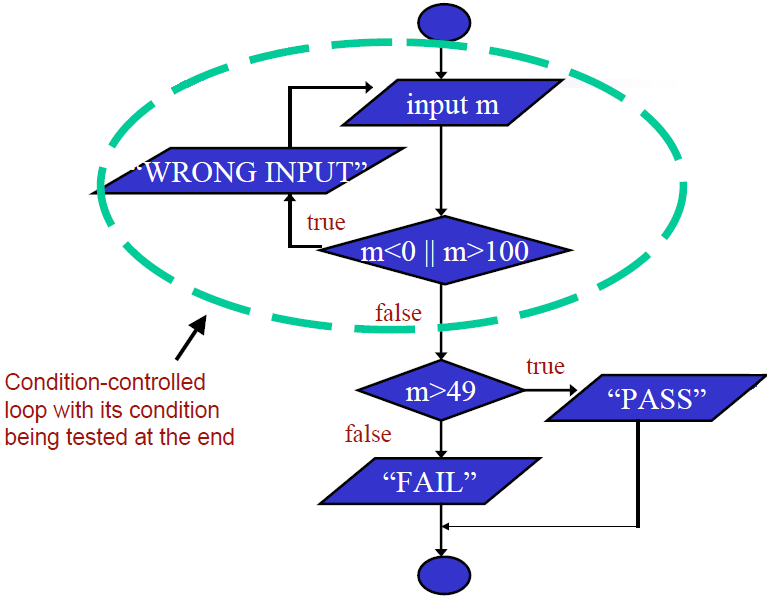 input m
“WRONG INPUT”
true
m<0 || m>100
false
Condition-controlled
loop with its condition
being tested at the end
true
m>49
“PASS”
false
“FAIL”